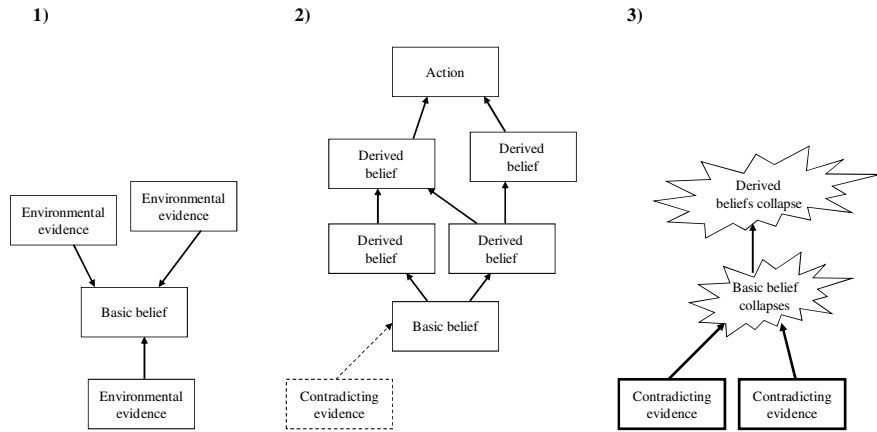 1)
Environmental
evidence
Environmental
evidence
Basic belief
Environmental
evidence
2)
Action
Derived
belief
Derived
belief
Derived
belief
Derived
belief
Basic belief
Contradicting
evidence
3)
Derived
beliefs collapse
Basic belief
collapses
Contradicting
evidence
Contradicting
evidence